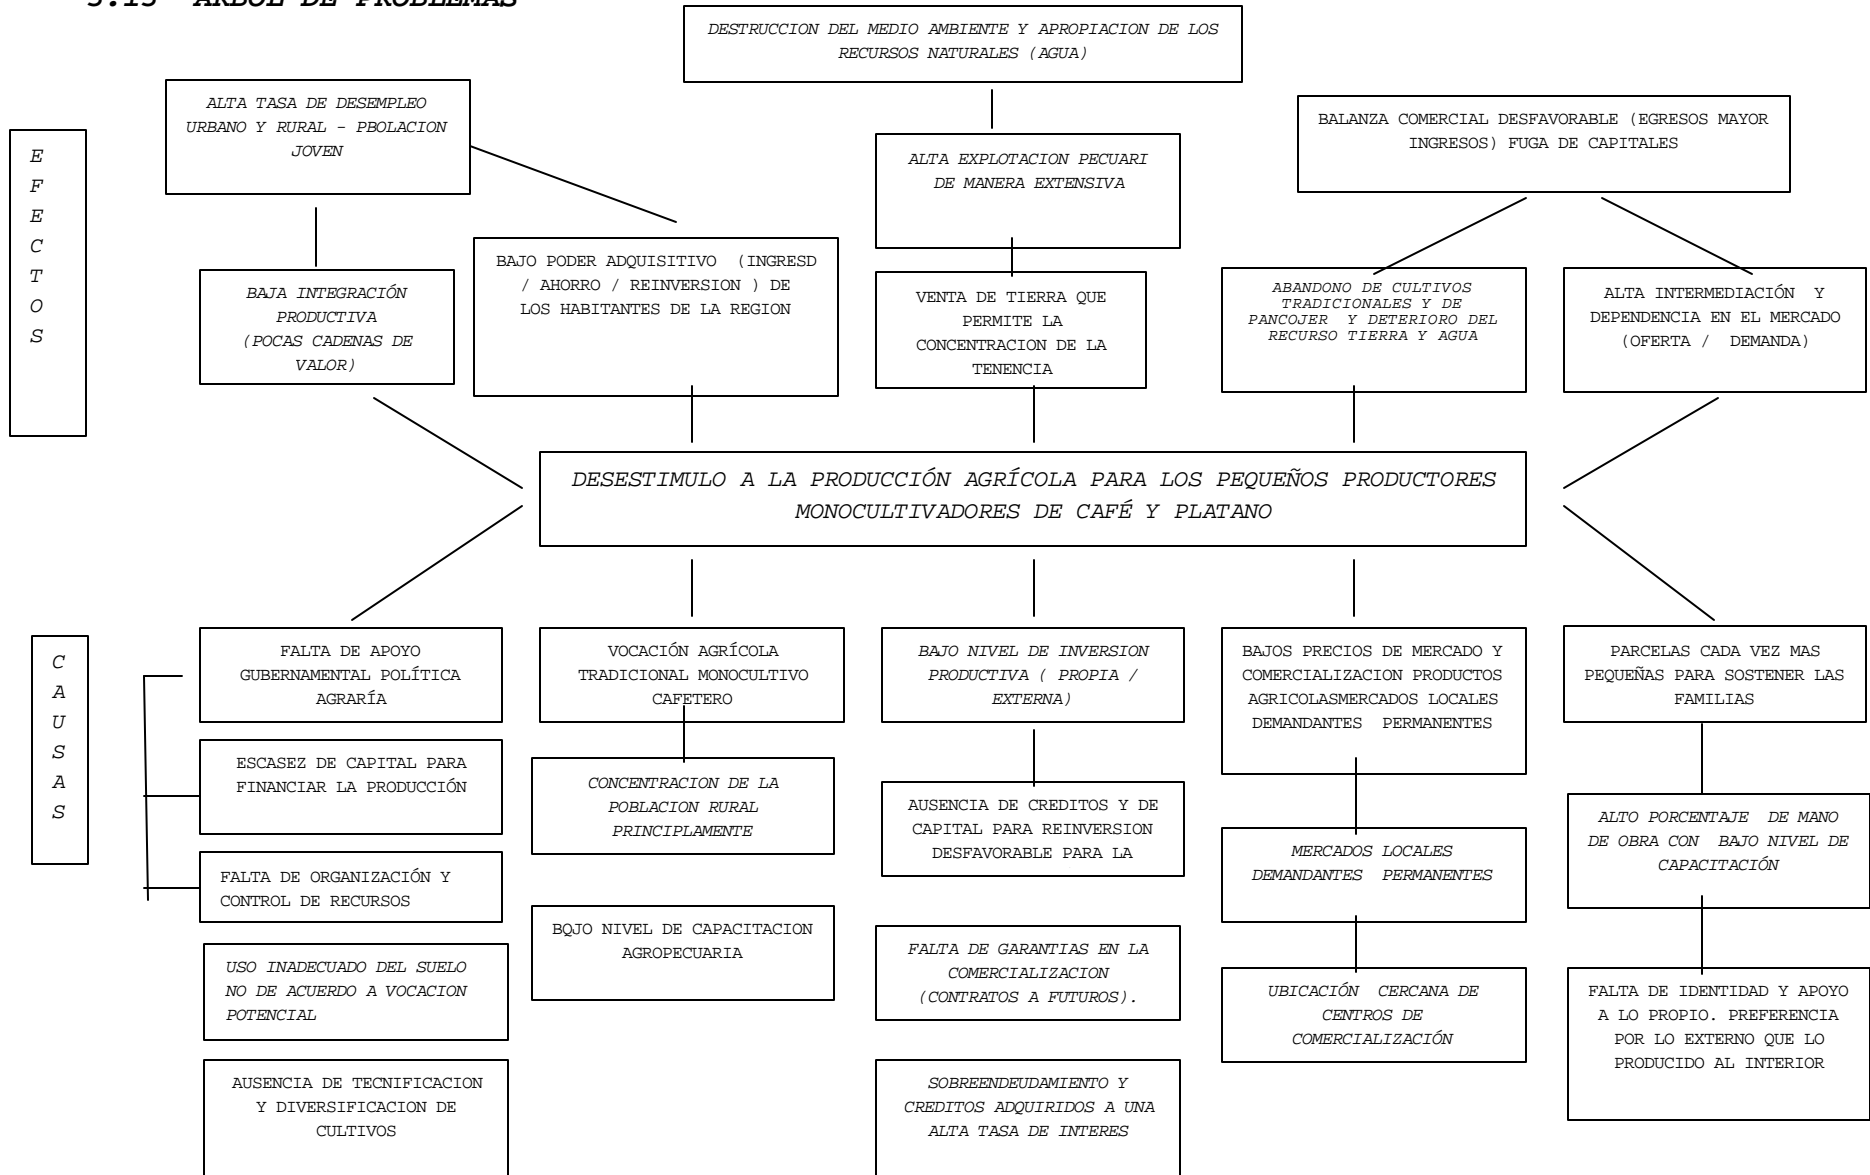 5.15 ARBOL DE PROBLEMAS
DESTRUCCION DEL MEDIO AMBIENTE Y APROPIACION DE LOS
RECURSOS NATURALES (AGUA)
ALTA TASA DE DESEMPLEO
URBANO Y RURAL - PBOLACION
JOVEN
BALANZA COMERCIAL DESFAVORABLE (EGRESOS MAYOR
INGRESOS) FUGA DE CAPITALES
E
F
E
C
T
O
S
ALTA EXPLOTACION PECUARI
DE MANERA EXTENSIVA
BAJA INTEGRACIÓN
PRODUCTIVA
(POCAS CADENAS DE
VALOR)
BAJO PODER ADQUISITIVO (INGRESD
/ AHORRO / REINVERSION ) DE
LOS HABITANTES DE LA REGION
VENTA DE TIERRA QUE
PERMITE LA
CONCENTRACION DE LA
TENENCIA
ABANDONO DE CULTIVOS
TRADICIONALES Y DE
PANCOJER Y DETERIORO DEL
RECURSO TIERRA Y AGUA
ALTA INTERMEDIACIÓN Y
DEPENDENCIA EN EL MERCADO
(OFERTA / DEMANDA)
DESESTIMULO A LA PRODUCCIÓN AGRÍCOLA PARA LOS PEQUEÑOS PRODUCTORES
MONOCULTIVADORES DE CAFÉ Y PLATANO
C
A
U
S
A
S
FALTA DE APOYO
GUBERNAMENTAL POLÍTICA
AGRARÍA
VOCACIÓN AGRÍCOLA
TRADICIONAL MONOCULTIVO
CAFETERO
BAJO NIVEL DE INVERSION
PRODUCTIVA ( PROPIA /
EXTERNA)
BAJOS PRECIOS DE MERCADO Y
COMERCIALIZACION PRODUCTOS
AGRICOLASMERCADOS LOCALES
DEMANDANTES PERMANENTES
PARCELAS CADA VEZ MAS
PEQUEÑAS PARA SOSTENER LAS
FAMILIAS
ESCASEZ DE CAPITAL PARA
FINANCIAR LA PRODUCCIÓN
CONCENTRACION DE LA
POBLACION RURAL
PRINCIPLAMENTE
AUSENCIA DE CREDITOS Y DE
CAPITAL PARA REINVERSION
DESFAVORABLE PARA LA
MERCADOS LOCALES
DEMANDANTES PERMANENTES
ALTO PORCENTAJE DE MANO
DE OBRA CON BAJO NIVEL DE
CAPACITACIÓN
FALTA DE ORGANIZACIÓN Y
CONTROL DE RECURSOS
BQJO NIVEL DE CAPACITACION
AGROPECUARIA
FALTA DE GARANTIAS EN LA
COMERCIALIZACION
(CONTRATOS A FUTUROS).
UBICACIÓN CERCANA DE
CENTROS DE
COMERCIALIZACIÓN
FALTA DE IDENTIDAD Y APOYO
A LO PROPIO. PREFERENCIA
POR LO EXTERNO QUE LO
PRODUCIDO AL INTERIOR
USO INADECUADO DEL SUELO
NO DE ACUERDO A VOCACION
POTENCIAL
AUSENCIA DE TECNIFICACION
Y DIVERSIFICACION DE
CULTIVOS
SOBREENDEUDAMIENTO Y
CREDITOS ADQUIRIDOS A UNA
ALTA TASA DE INTERES